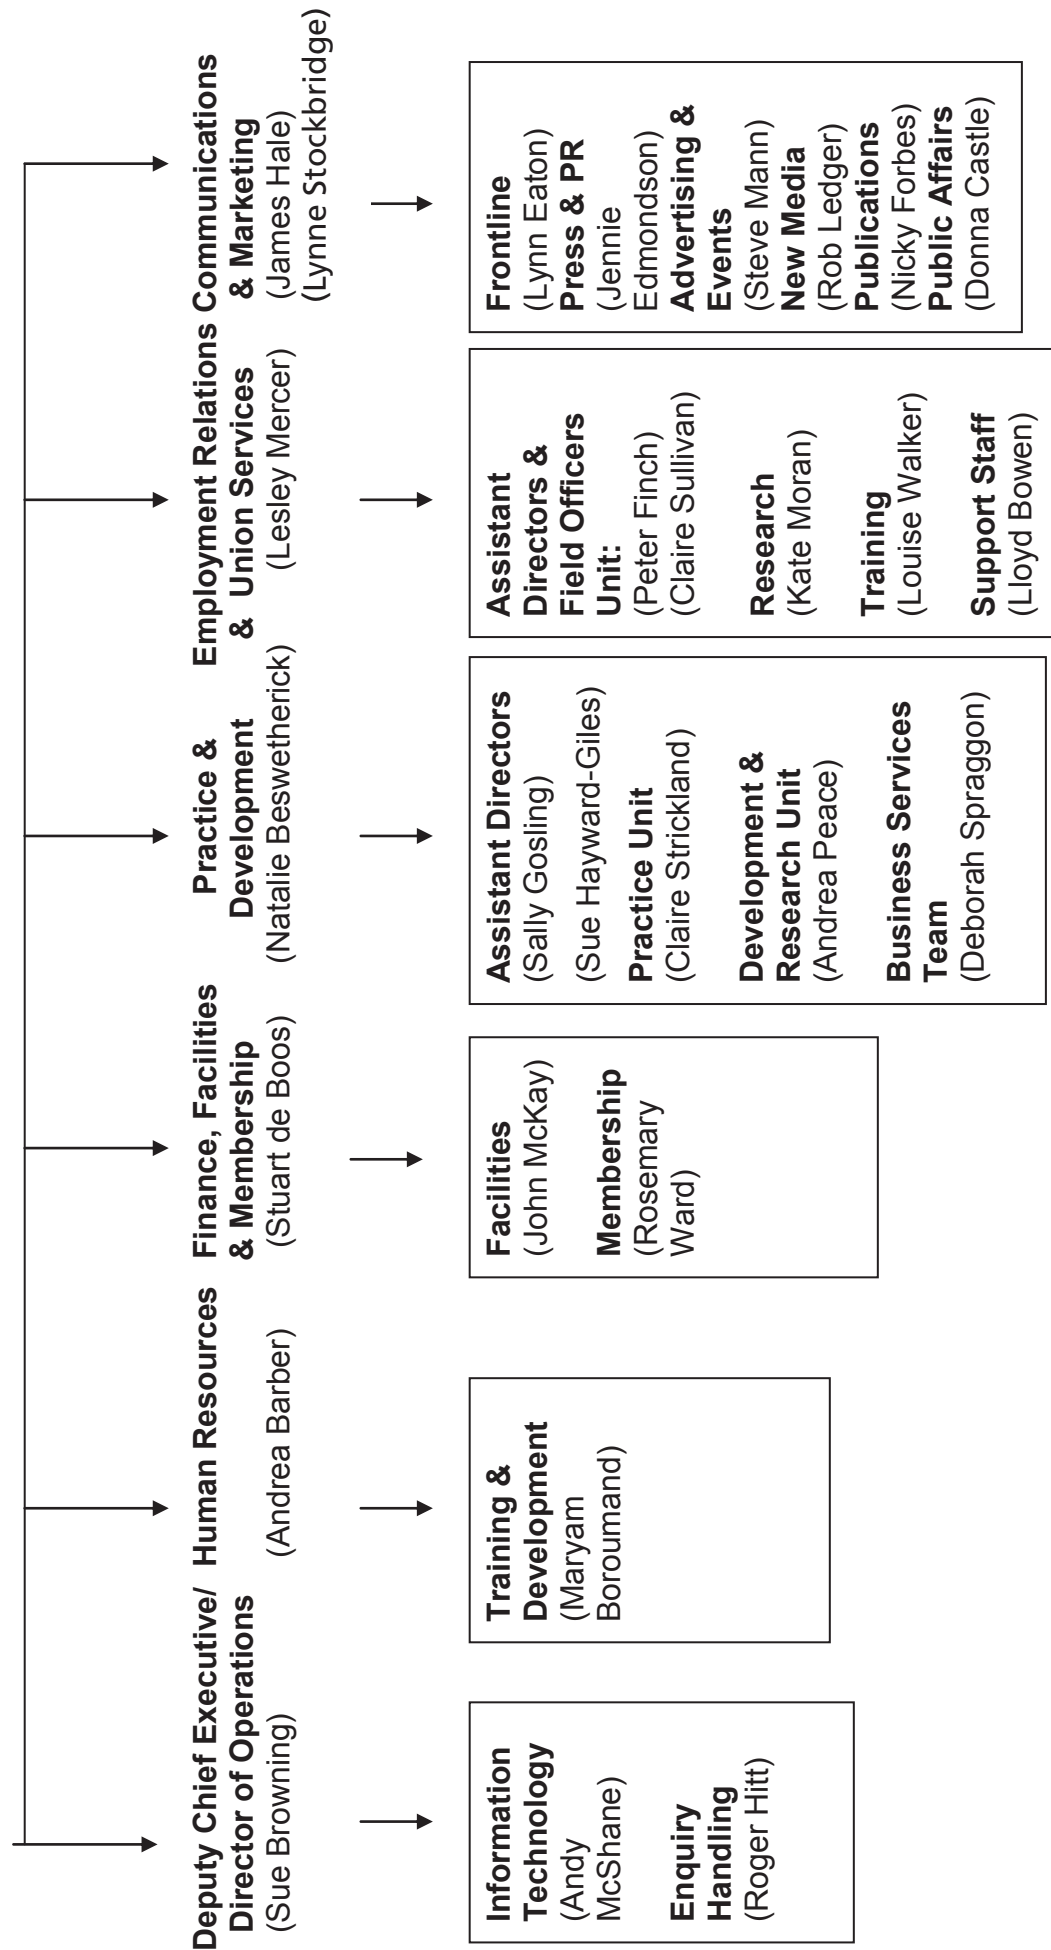 Deputy Chief Executive/
Director of Operations
(Sue Browning)
Human Resources
(Andrea Barber)
Finance, Facilities
& Membership
(Stuart de Boos)
Practice &
Development
(Natalie Beswetherick)
Employment Relations
& Union Services
(Lesley Mercer)
Communications
& Marketing
(James Hale)
(Lynne Stockbridge)
Information
Technology
(Andy
McShane)
Enquiry
Handling
(Roger Hitt)
Training &
Development
(Maryam
Boroumand)
Facilities
(John McKay)
Membership
(Rosemary
Ward)
Assistant Directors
(Sally Gosling)
(Sue Hayward-Giles)
Practice Unit
(Claire Strickland)
Development &
Research Unit
(Andrea Peace)
Business Services
Team
(Deborah Spraggon)
Assistant
Directors &
Field Officers
Unit:
(Peter Finch)
(Claire Sullivan)
Research
(Kate Moran)
Training
(Louise Walker)
Support Staff
(Lloyd Bowen)
Frontline
(Lynn Eaton)
Press & PR
(Jennie
Edmondson)
Advertising &
Events
(Steve Mann)
New Media
(Rob Ledger)
Publications
(Nicky Forbes)
Public Affairs
(Donna Castle)